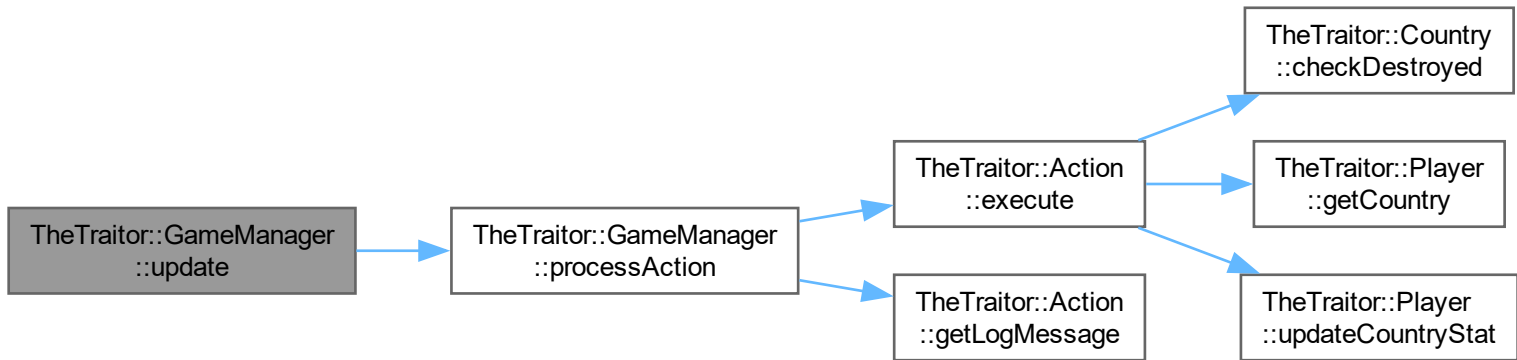 TheTraitor::GameManager
::update
TheTraitor::GameManager
::processAction
TheTraitor::Action
::execute
TheTraitor::Action
::getLogMessage
TheTraitor::Country
::checkDestroyed
TheTraitor::Player
::getCountry
TheTraitor::Player
::updateCountryStat